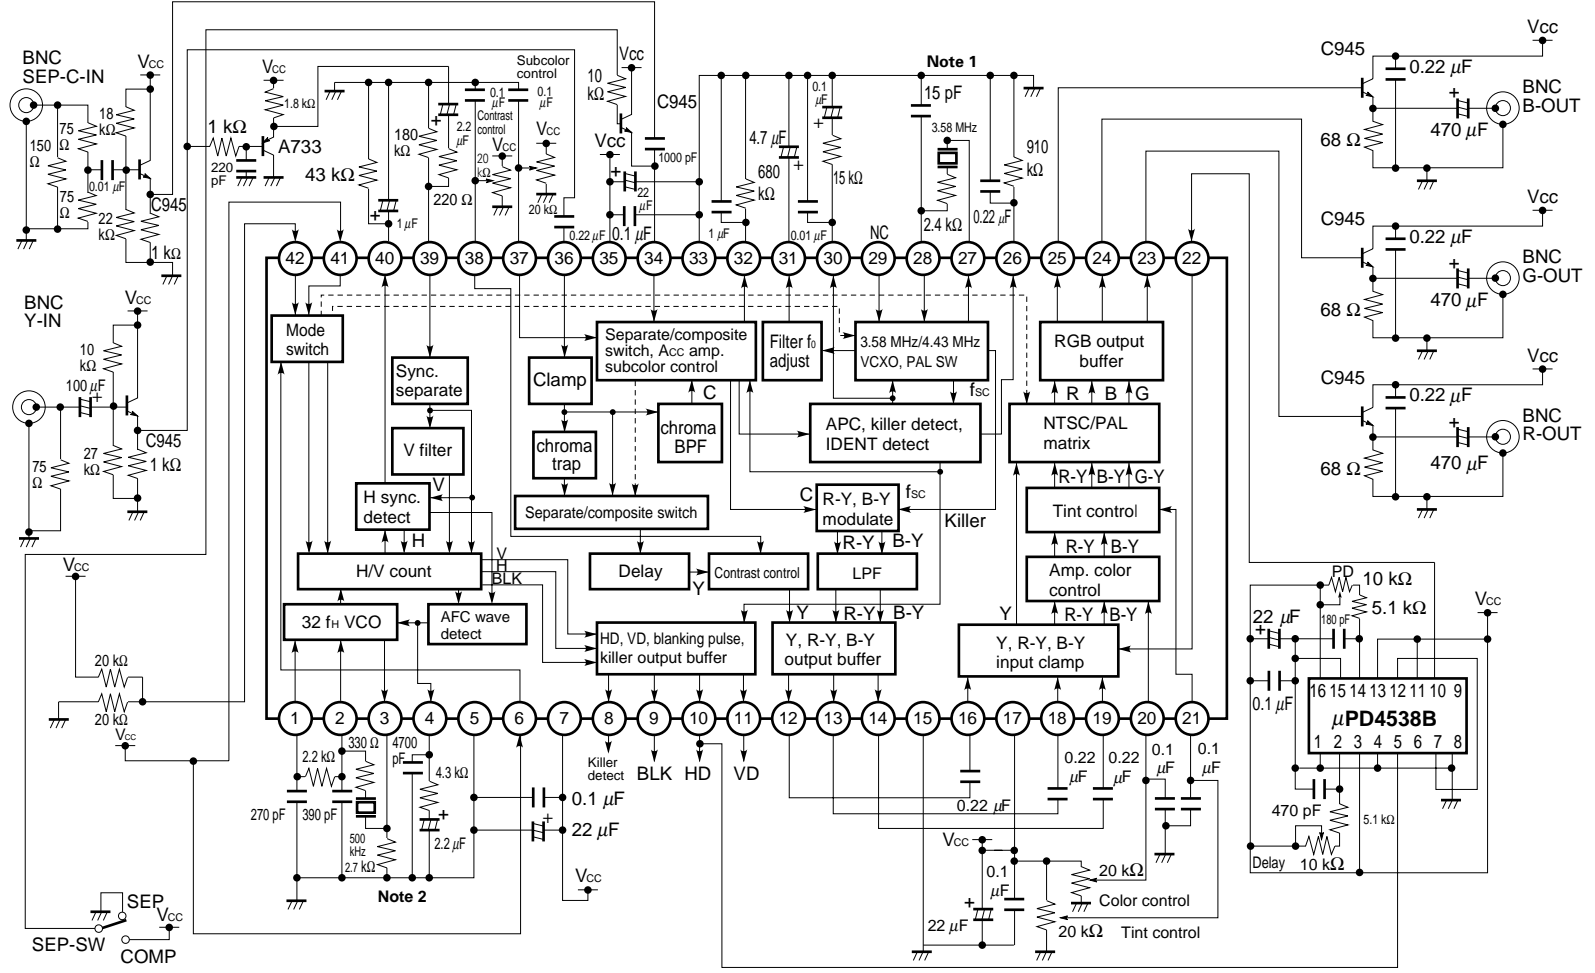 BNC
SEP-C-IN
VCC
18
kΩ
75
Ω
150
Ω
75
Ω
0.01 μF
22
kΩ
C945
1 kΩ
BNC
Y-IN
VCC
10
kΩ
100 μF
+
C945
27
kΩ
1 kΩ
75
Ω
VCC
1.8 kΩ
1 kΩ
A733
220
pF
43 kΩ
+
1 μF
180
kΩ
+
2.2
μF
220 Ω
Subcolor
control
0.1
μF
0.1
μF
Contrast
control
VCC
20
kΩ
VCC
20 kΩ
0.22 μF
10
kΩ
VCC
C945
VCC
1000 pF
+
22
μF
0.1 μF
1 μF
680
kΩ
4.7 μF
+
0.1
μF
+
15 kΩ
0.01 μF
NC
Note 1
15 pF
3.58 MHz
2.4 kΩ
0.22 μF
910
kΩ
C945
VCC
0.22 μF
BNC
B-OUT
+
68 Ω
470 μF
C945
VCC
0.22 μF
BNC
G-OUT
+
68 Ω
470 μF
C945
VCC
0.22 μF
BNC
R-OUT
+
68 Ω
470 μF
42 41 40 39 38 37 36 35 34 33 32 31 30 29 28 27 26 25 24 23 22
Mode
switch
Sync.
separate
V filter
V
H sync.
detect
H
H/V count
V
H
BLK
32 fH VCO
AFC wave
detect
Clamp
chroma
trap
Separate/composite
switch, ACC amp.
subcolor control
C
chroma
BPF
Separate/composite switch
Delay
Y
Contrast control
Y
HD, VD, blanking pulse,
killer output buffer
Filter f0
adjust
3.58 MHz/4.43 MHz
VCXO, PAL SW
fSC
APC, killer detect,
IDENT detect
C
R-Y, B-Y
modulate
fSC
Killer
R-Y
B-Y
LPF
R-Y
B-Y
Y, R-Y, B-Y
output buffer
RGB output
buffer
R B G
NTSC/PAL
matrix
R-Y B-Y G-Y
Tint control
R-Y B-Y
Amp. color
control
Y
R-Y B-Y
Y, R-Y, B-Y
input clamp
1 2 3 4 5 6 7 8 9 10 11 12 13 14 15 16 17 18 19 20 21
VCC
20 kΩ
20 kΩ
VCC
2.2 kΩ
330 Ω
270 pF
390 pF
500
kHz
2.7 kΩ
4700
pF
4.3 kΩ
+
2.2 μF
Note 2
0.1 μF
+
22 μF
VCC
Killer
detect
BLK
HD
VD
0.22 μF
0.22
μF
0.22
μF
0.1
μF
0.1
μF
VCC
0.1
μF
+
22 μF
20 kΩ
Color control
20 kΩ
Tint control
SEP
VCC
SEP-SW
COMP
PD
10 kΩ
5.1 kΩ
180 pF
22 μF
+
0.1 μF
VCC
16 15 14 13 12 11 10 9
μPD4538B
1 2 3 4 5 6 7 8
470 pF
5.1 kΩ
Delay
10 kΩ